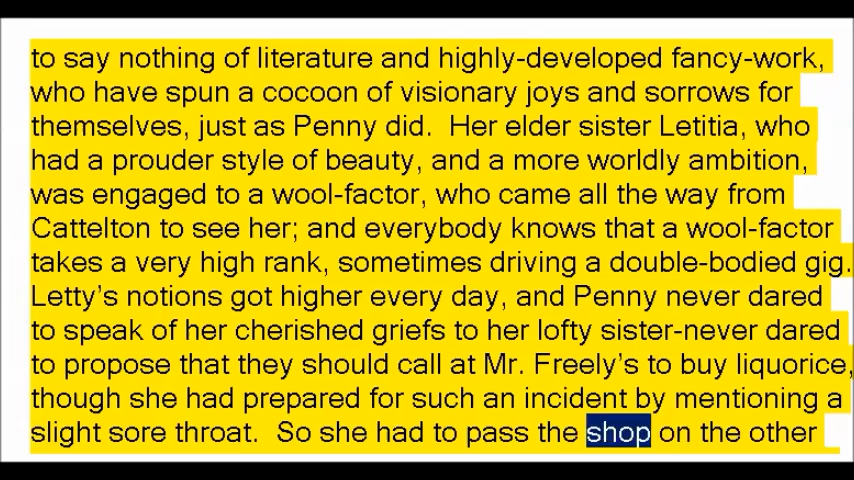 to say nothing of literature and highly-developed fancy-work,
who have spun a cocoon of visionary joys and sorrows for
themselves, just as Penny did.  Her elder sister Letitia, who
had a prouder style of beauty, and a more worldly ambition,
was engaged to a wool-factor, who came all the way from
Cattelton to see her; and everybody knows that a wool-factor
takes a very high rank, sometimes driving a double-bodied gig.
Letty’s notions got higher every day, and Penny never dared
to speak of her cherished griefs to her lofty sister-never dared
to propose that they should call at Mr. Freely’s to buy liquorice,
though she had prepared for such an incident by mentioning a
slight sore throat.  So she had to pass the shop on the other